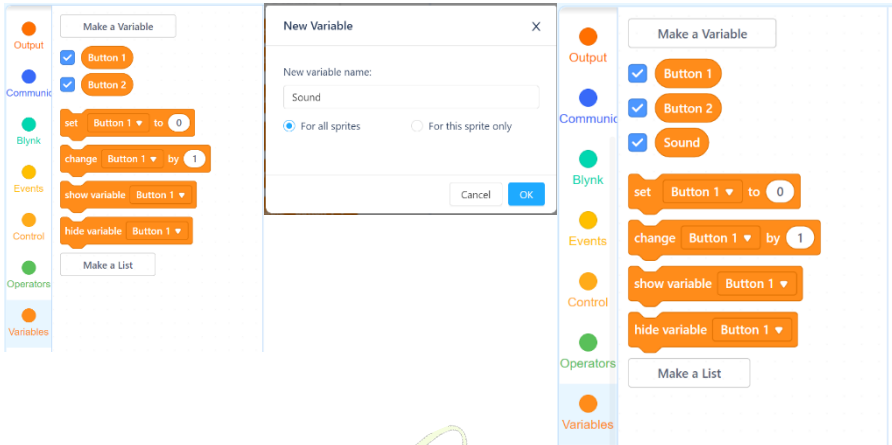 Make a Variable
Output
Button 1
Communic
Button 2
Blynk
set Button 1 to 0
change Button 1 by 1
Events
show variable Button 1
Control
hide variable Button 1
Make a List
Operators
Variables
New Variable
X
New variable name:
Sound
For all sprites
For this sprite only
Cancel
OK
Make a Variable
Output
Button 1
Communic
Button 2
Sound
Blynk
set Button 1 to 0
Events
change Button 1 by 1
show variable Button 1
Control
hide variable Button 1
Operators
Make a List
Variables